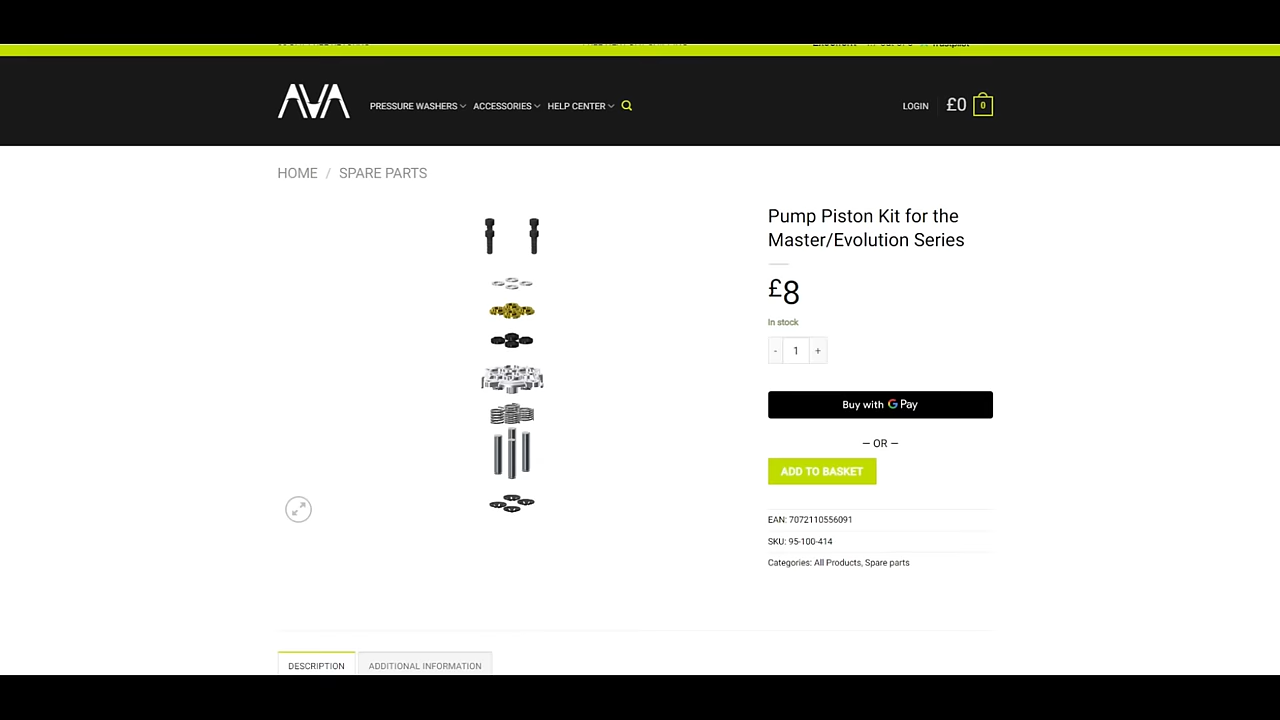 AVA
PRESSURE WASHERS ACCESSORIES HELP CENTER
LOGIN £0 0
HOME / SPARE PARTS
Pump Piston Kit for the
Master/Evolution Series
£8
In stock
- 1 +
Buy with G Pay
— OR —
ADD TO BASKET
EAN: 7072110556091
SKU: 95-100-414
Categories: All Products, Spare parts
DESCRIPTION ADDITIONAL INFORMATION